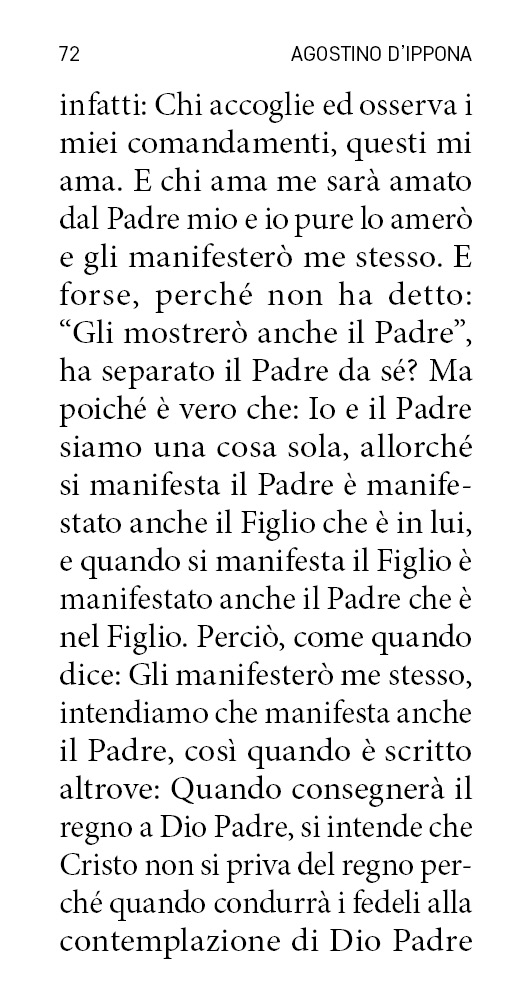 72 AGOSTINO D'IPPONA
infatti: Chi accoglie ed osserva i
miei comandamenti, questi mi
ama. E chi ama me sarà amato
dal Padre mio e io pure lo amerò
e gli manifesterò me stesso. E
forse, perché non ha detto:
“Gli mostrerò anche il Padre”,
ha separato il Padre da sé? Ma
poiché è vero che: Io e il Padre
siamo una cosa sola, allorché
si manifesta il Padre è manife-
stato anche il Figlio che è in lui,
e quando si manifesta il Figlio è
manifestato anche il Padre che è
nel Figlio. Perciò, come quando
dice: Gli manifesterò me stesso,
intendiamo che manifesta anche
il Padre, così quando è scritto
altrove: Quando consegnerà il
regno a Dio Padre, si intende che
Cristo non si priva del regno per-
ché quando condurrà i fedeli alla
contemplazione di Dio Padre